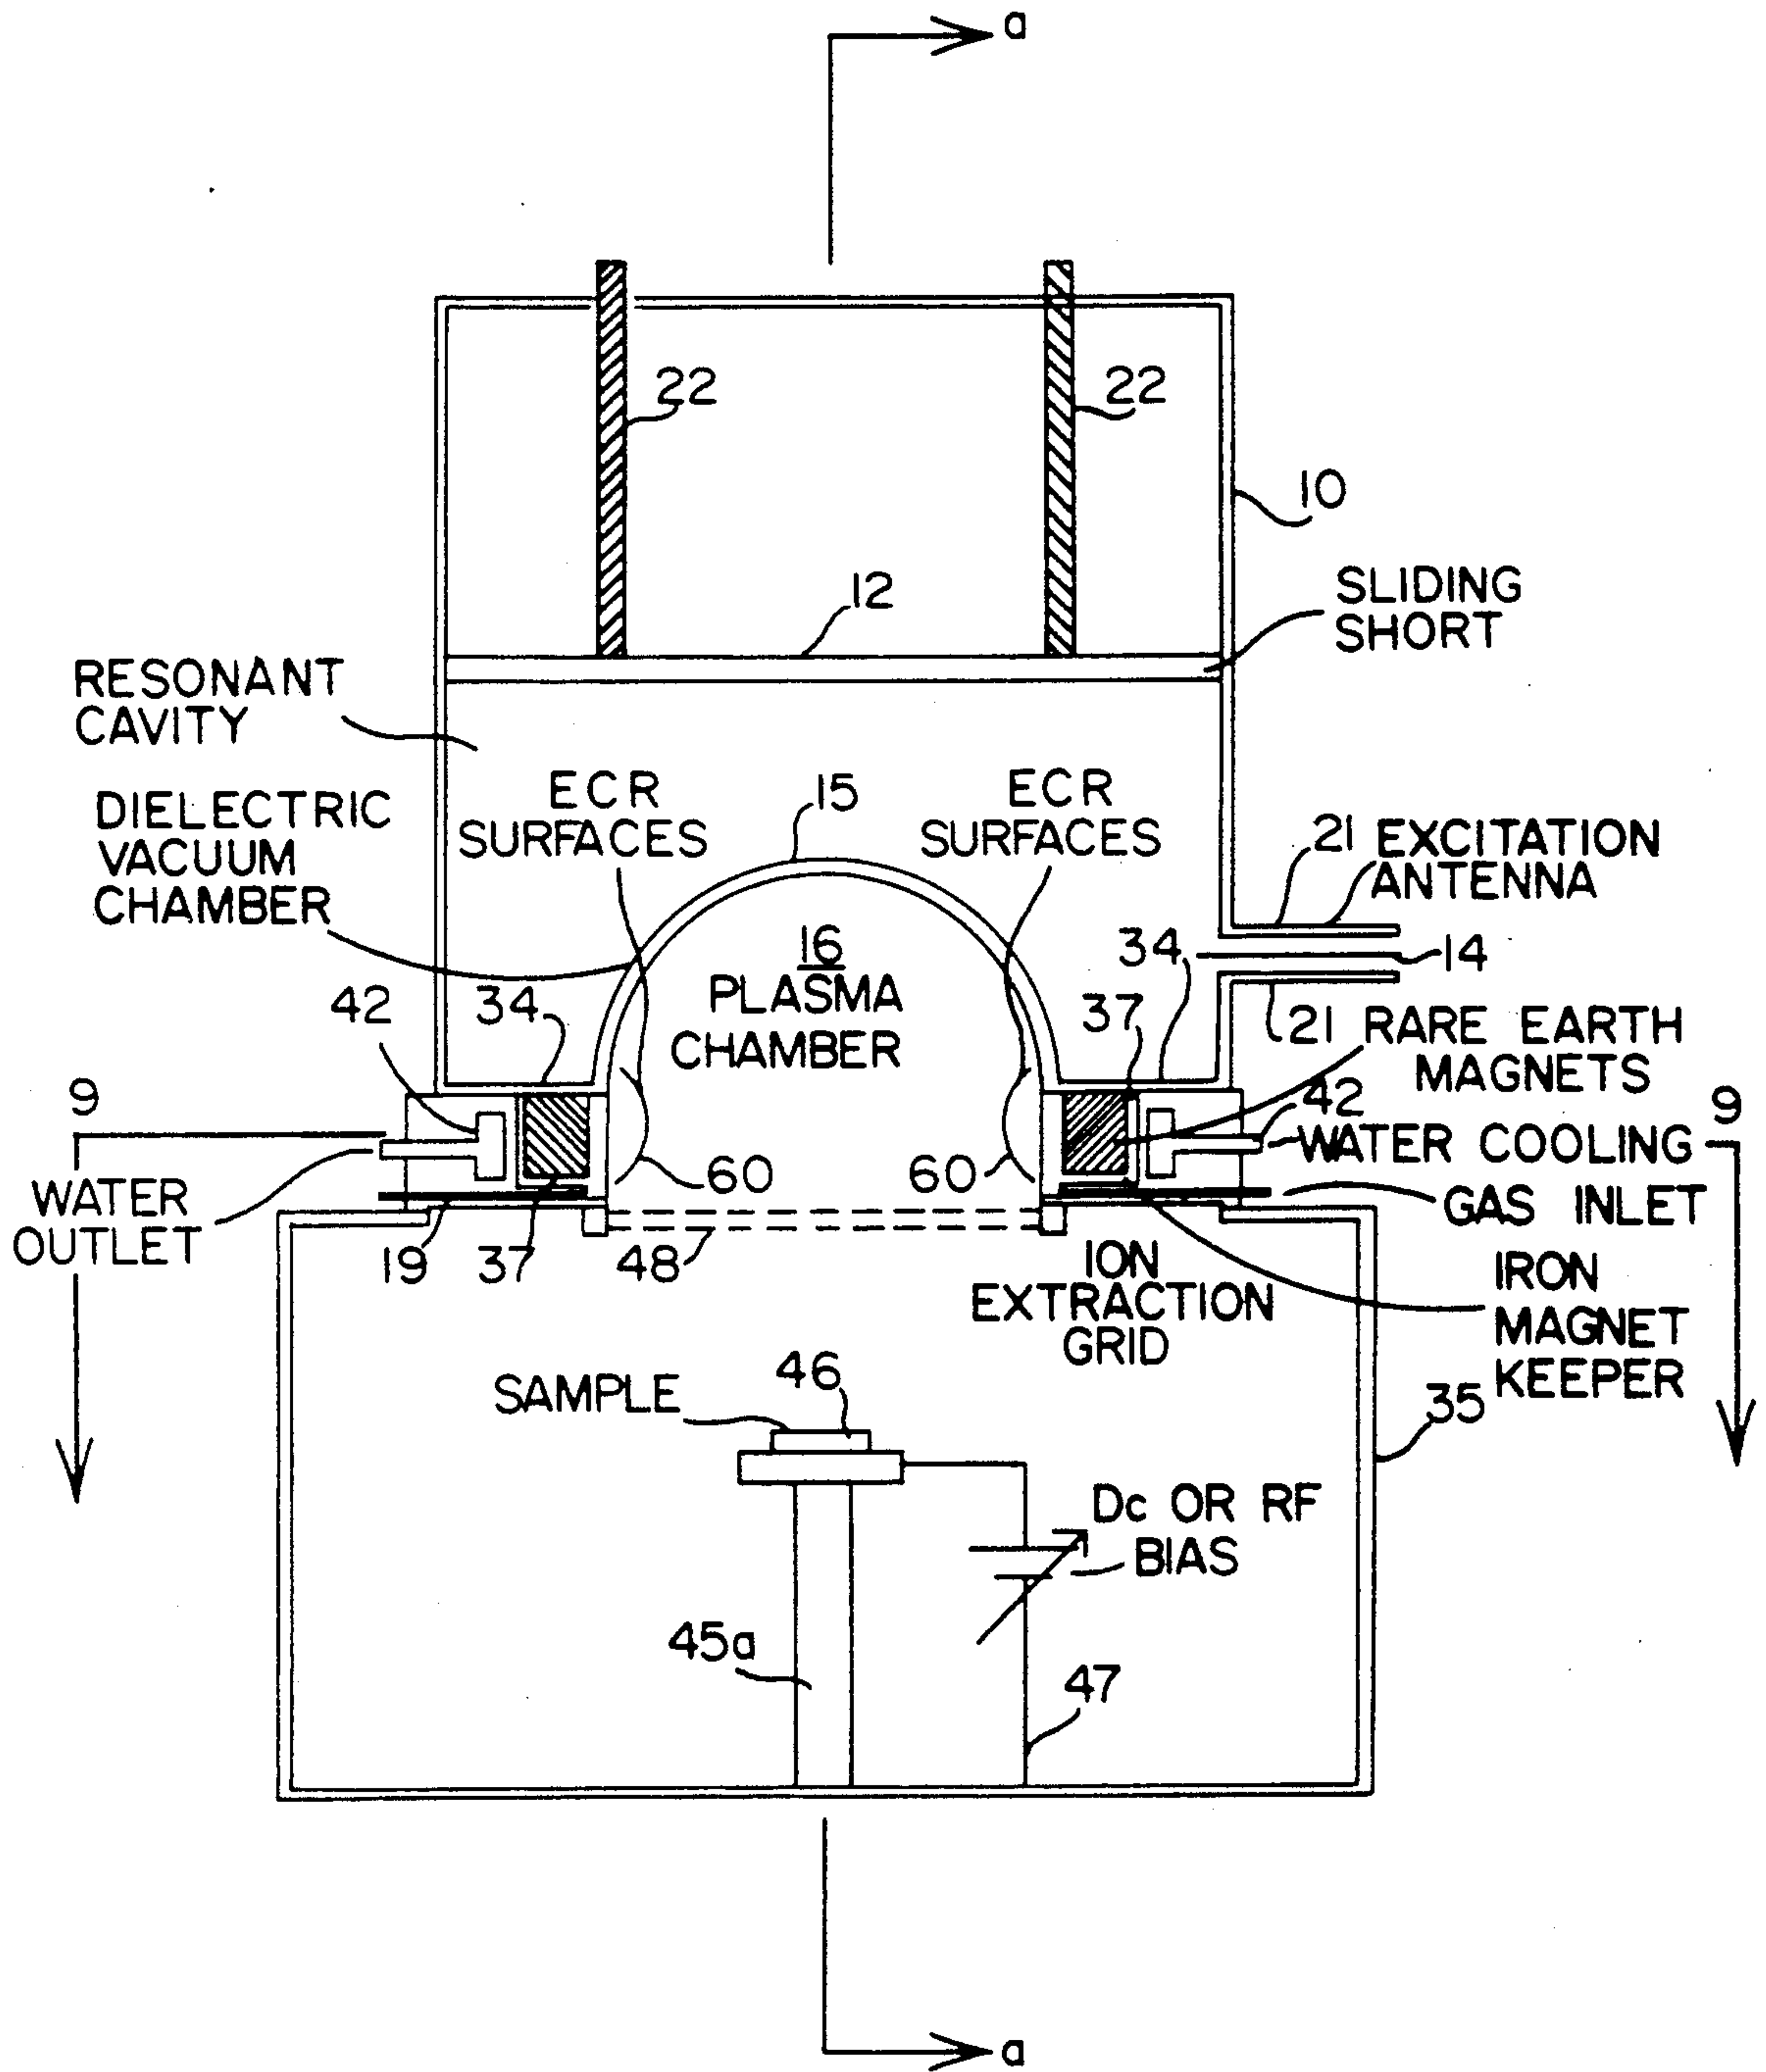 a
22
22
10
12
SLIDING
SHORT
RESONANT
CAVITY
DIELECTRIC
VACUUM
CHAMBER
ECR
SURFACES
15
ECR
SURFACES
21 EXCITATION
ANTENNA
16
PLASMA
CHAMBER
34
14
42
34
37
21 RARE EARTH
MAGNETS
9
42
9
WATER COOLING
60
60
WATER
OUTLET
GAS INLET
19
37
48
ION
EXTRACTION
GRID
IRON
MAGNET
KEEPER
SAMPLE
46
35
Dc OR RF
BIAS
45a
47
a